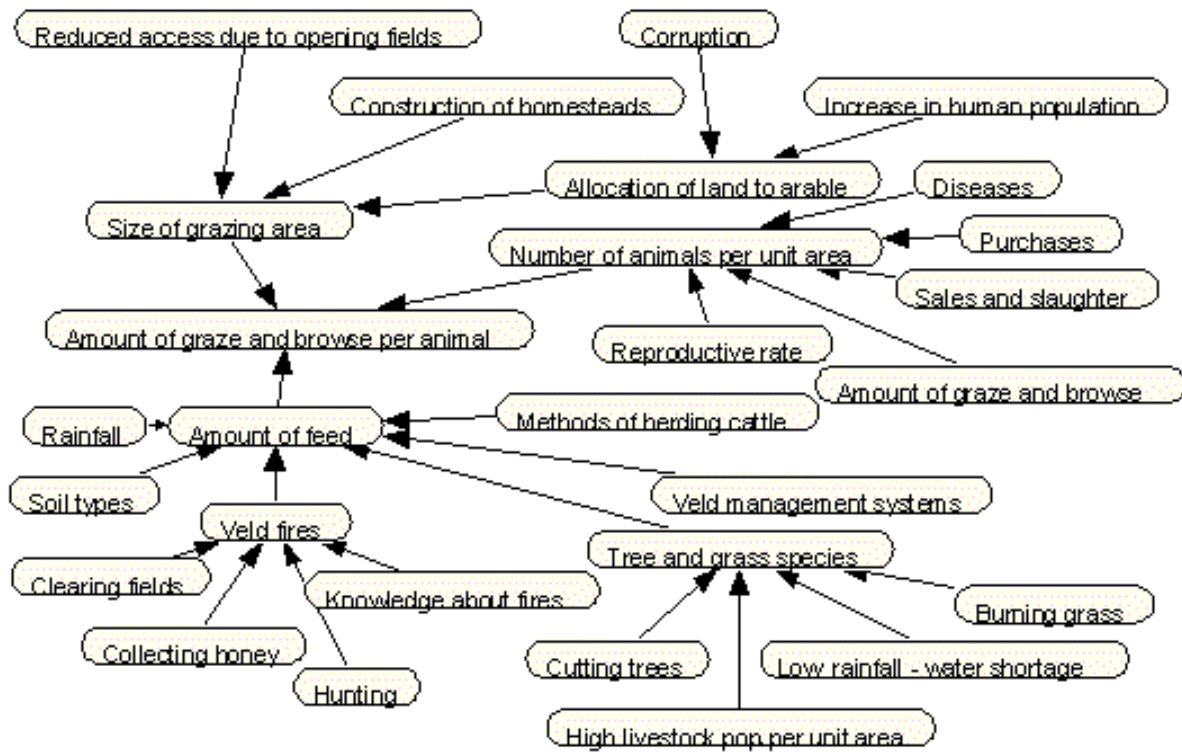 Reduced access due to opening fields
Corruption
Construction of homesteads
Increase in human population
Allocation of land to arable
Diseases
Size of grazing area
Number of animals per unit area
Purchases
Sales and slaughter
Amount of graze and browse per animal
Reproductive rate
Amount of graze and browse
Rainfall
Amount of feed
Methods of herding cattle
Soil types
Veld management systems
Veld fires
Tree and grass species
Clearing fields
Knowledge about fires
Burning grass
Collecting honey
Cutting trees
Low rainfall - water shortage
Hunting
High livestock pop. per unit area